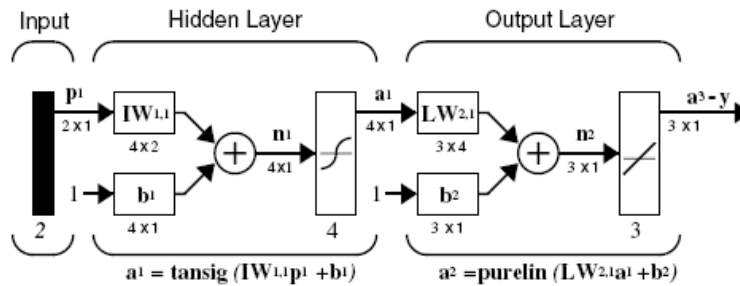 Input Hidden Layer Output Layer
p1 a1 a3 - y
IW1,1 LW2,1
2 x 1 n1 4 x 1 n2 3 x 1
4 x 2 3 x 4
4 x 1 3 x 1
1 b1 1 b2
4 x 1 3 x 1
2 4 3
a1 = tansig (IW1,1p1 +b1) a2 =purelin (LW2,1a1 +b2)